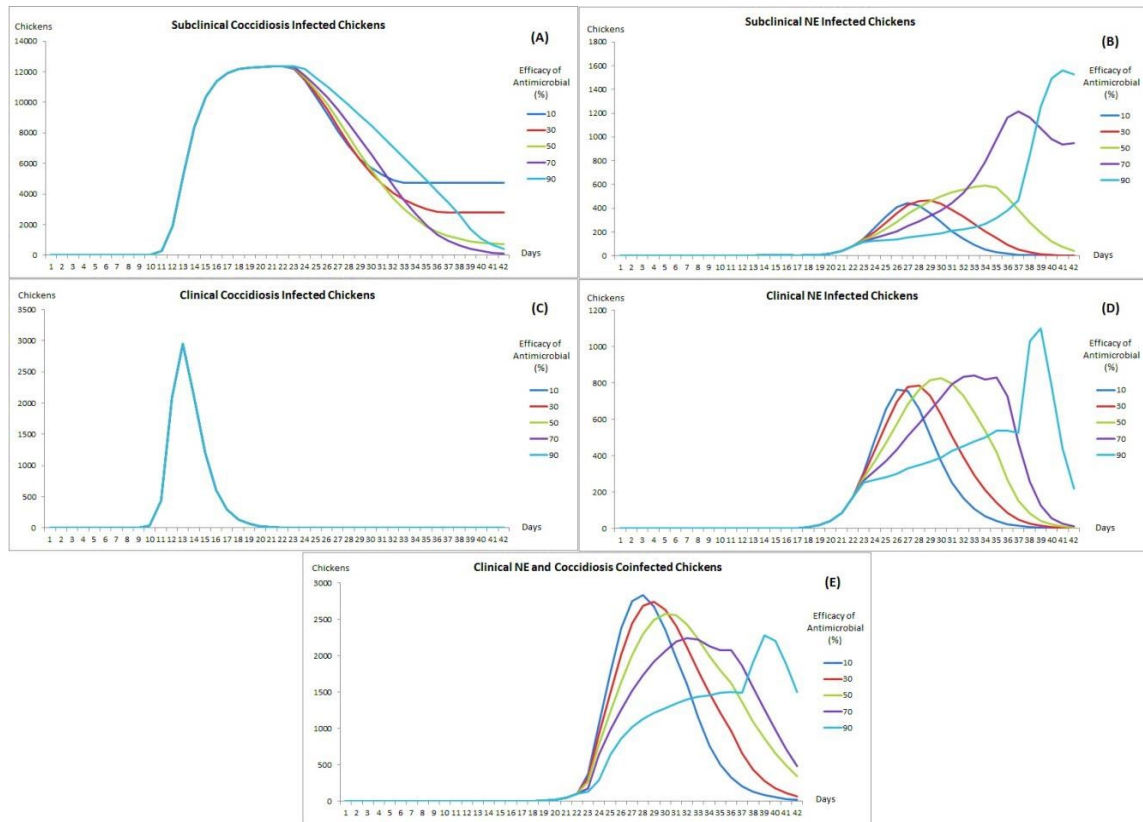 Subclinical Coccidiosis Infected Chickens
Chickens
(A)
14000
12000
10000
8000
6000
4000
2000
0
Efficacy of
Antimicrobial
(%)
10
30
50
70
90
1 2 3 4 5 6 7 8 9 10 11 12 13 14 15 16 17 18 19 20 21 22 23 24 25 26 27 28 29 30 31 32 33 34 35 36 37 38 39 40 41 42
Days
Subclinical NE Infected Chickens
Chickens
(B)
1800
1600
1400
1200
1000
800
600
400
200
0
Efficacy of
Antimicrobial
(%)
10
30
50
70
90
1 2 3 4 5 6 7 8 9 10 11 12 13 14 15 16 17 18 19 20 21 22 23 24 25 26 27 28 29 30 31 32 33 34 35 36 37 38 39 40 41 42
Days
Clinical Coccidiosis Infected Chickens
Chickens
(C)
3500
3000
2500
2000
1500
1000
500
0
Efficacy of
Antimicrobial
(%)
10
30
50
70
90
1 2 3 4 5 6 7 8 9 10 11 12 13 14 15 16 17 18 19 20 21 22 23 24 25 26 27 28 29 30 31 32 33 34 35 36 37 38 39 40 41 42
Days
Clinical NE Infected Chickens
Chickens
(D)
1200
1000
800
600
400
200
0
Efficacy of
Antimicrobial
(%)
10
30
50
70
90
1 2 3 4 5 6 7 8 9 10 11 12 13 14 15 16 17 18 19 20 21 22 23 24 25 26 27 28 29 30 31 32 33 34 35 36 37 38 39 40 41 42
Days
Clinical NE and Coccidiosis Coinfected Chickens
Chickens
(E)
3000
2500
2000
1500
1000
500
0
Efficacy of
Antimicrobial
(%)
10
30
50
70
90
1 2 3 4 5 6 7 8 9 10 11 12 13 14 15 16 17 18 19 20 21 22 23 24 25 26 27 28 29 30 31 32 33 34 35 36 37 38 39 40 41 42
Days